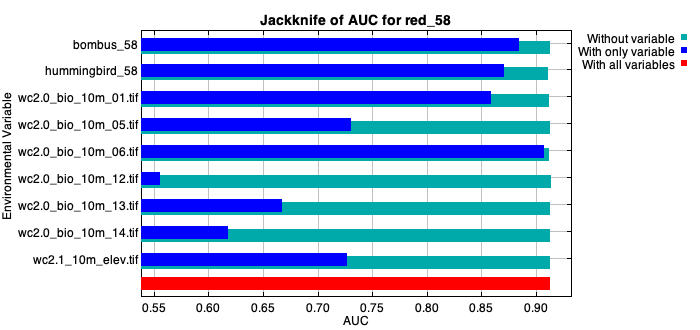 Jackknife of AUC for red_58
Environmental Variable
bombus_58
hummingbird_58
wc2.0_bio_10m_01.tif
wc2.0_bio_10m_05.tif
wc2.0_bio_10m_06.tif
wc2.0_bio_10m_12.tif
wc2.0_bio_10m_13.tif
wc2.0_bio_10m_14.tif
wc2.1_10m_elev.tif
0.55 0.60 0.65 0.70 0.75 0.80 0.85 0.90
AUC
Without variable
With only variable
With all variables